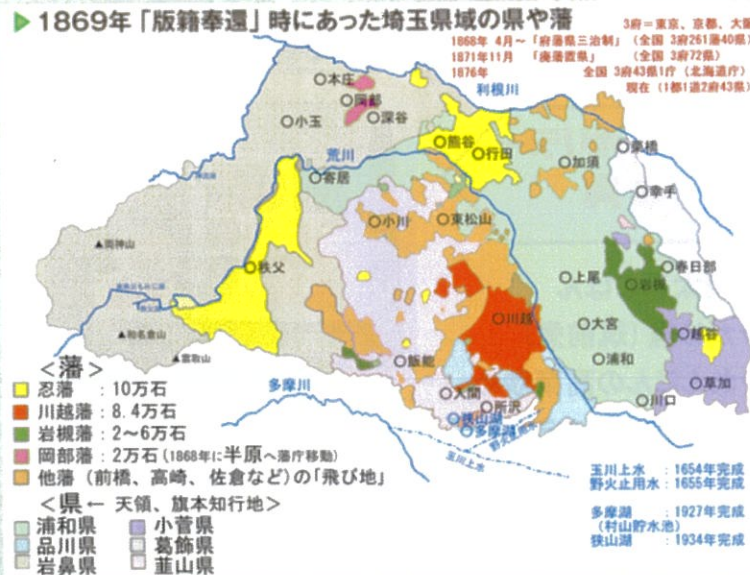 ▶1869年「版籍奉還」時にあった埼玉県域の県や藩
3府＝東京、京都、大阪
1868年 4月～「府藩県三治制」（全国 3府261藩40県）
1871年11月 「廃藩置県」 （全国 3府72県）
1876年 全国 3府43県1庁（北海道庁）
現在（1都1道2府43県）
利根川
本庄
岡部
深谷
小玉
熊谷
行田
加須
栗橋
幸手
荒川
寄居
小川
東松山
▲両神山
秩父
上尾
岩槻
春日部
▲和名倉山
▲雲取山
川越
大宮
越谷
浦和
飯能
草加
川口
入間
所沢
狭山湖
多摩湖
野火止用水
玉川上水
多摩川
＜藩＞
忍藩 ：10万石
川越藩：8.4万石
岩槻藩：2～6万石
岡部藩：2万石（1868年に半原へ藩庁移動）
他藩（前橋、高崎、佐倉など）の「飛び地」
＜県← 天領、旗本知行地＞
浦和県 小菅県
品川県 葛飾県
岩鼻県 韮山県
玉川上水 ：1654年完成
野火止用水：1655年完成
多摩湖 ：1927年完成
（村山貯水池）
狭山湖 ：1934年完成